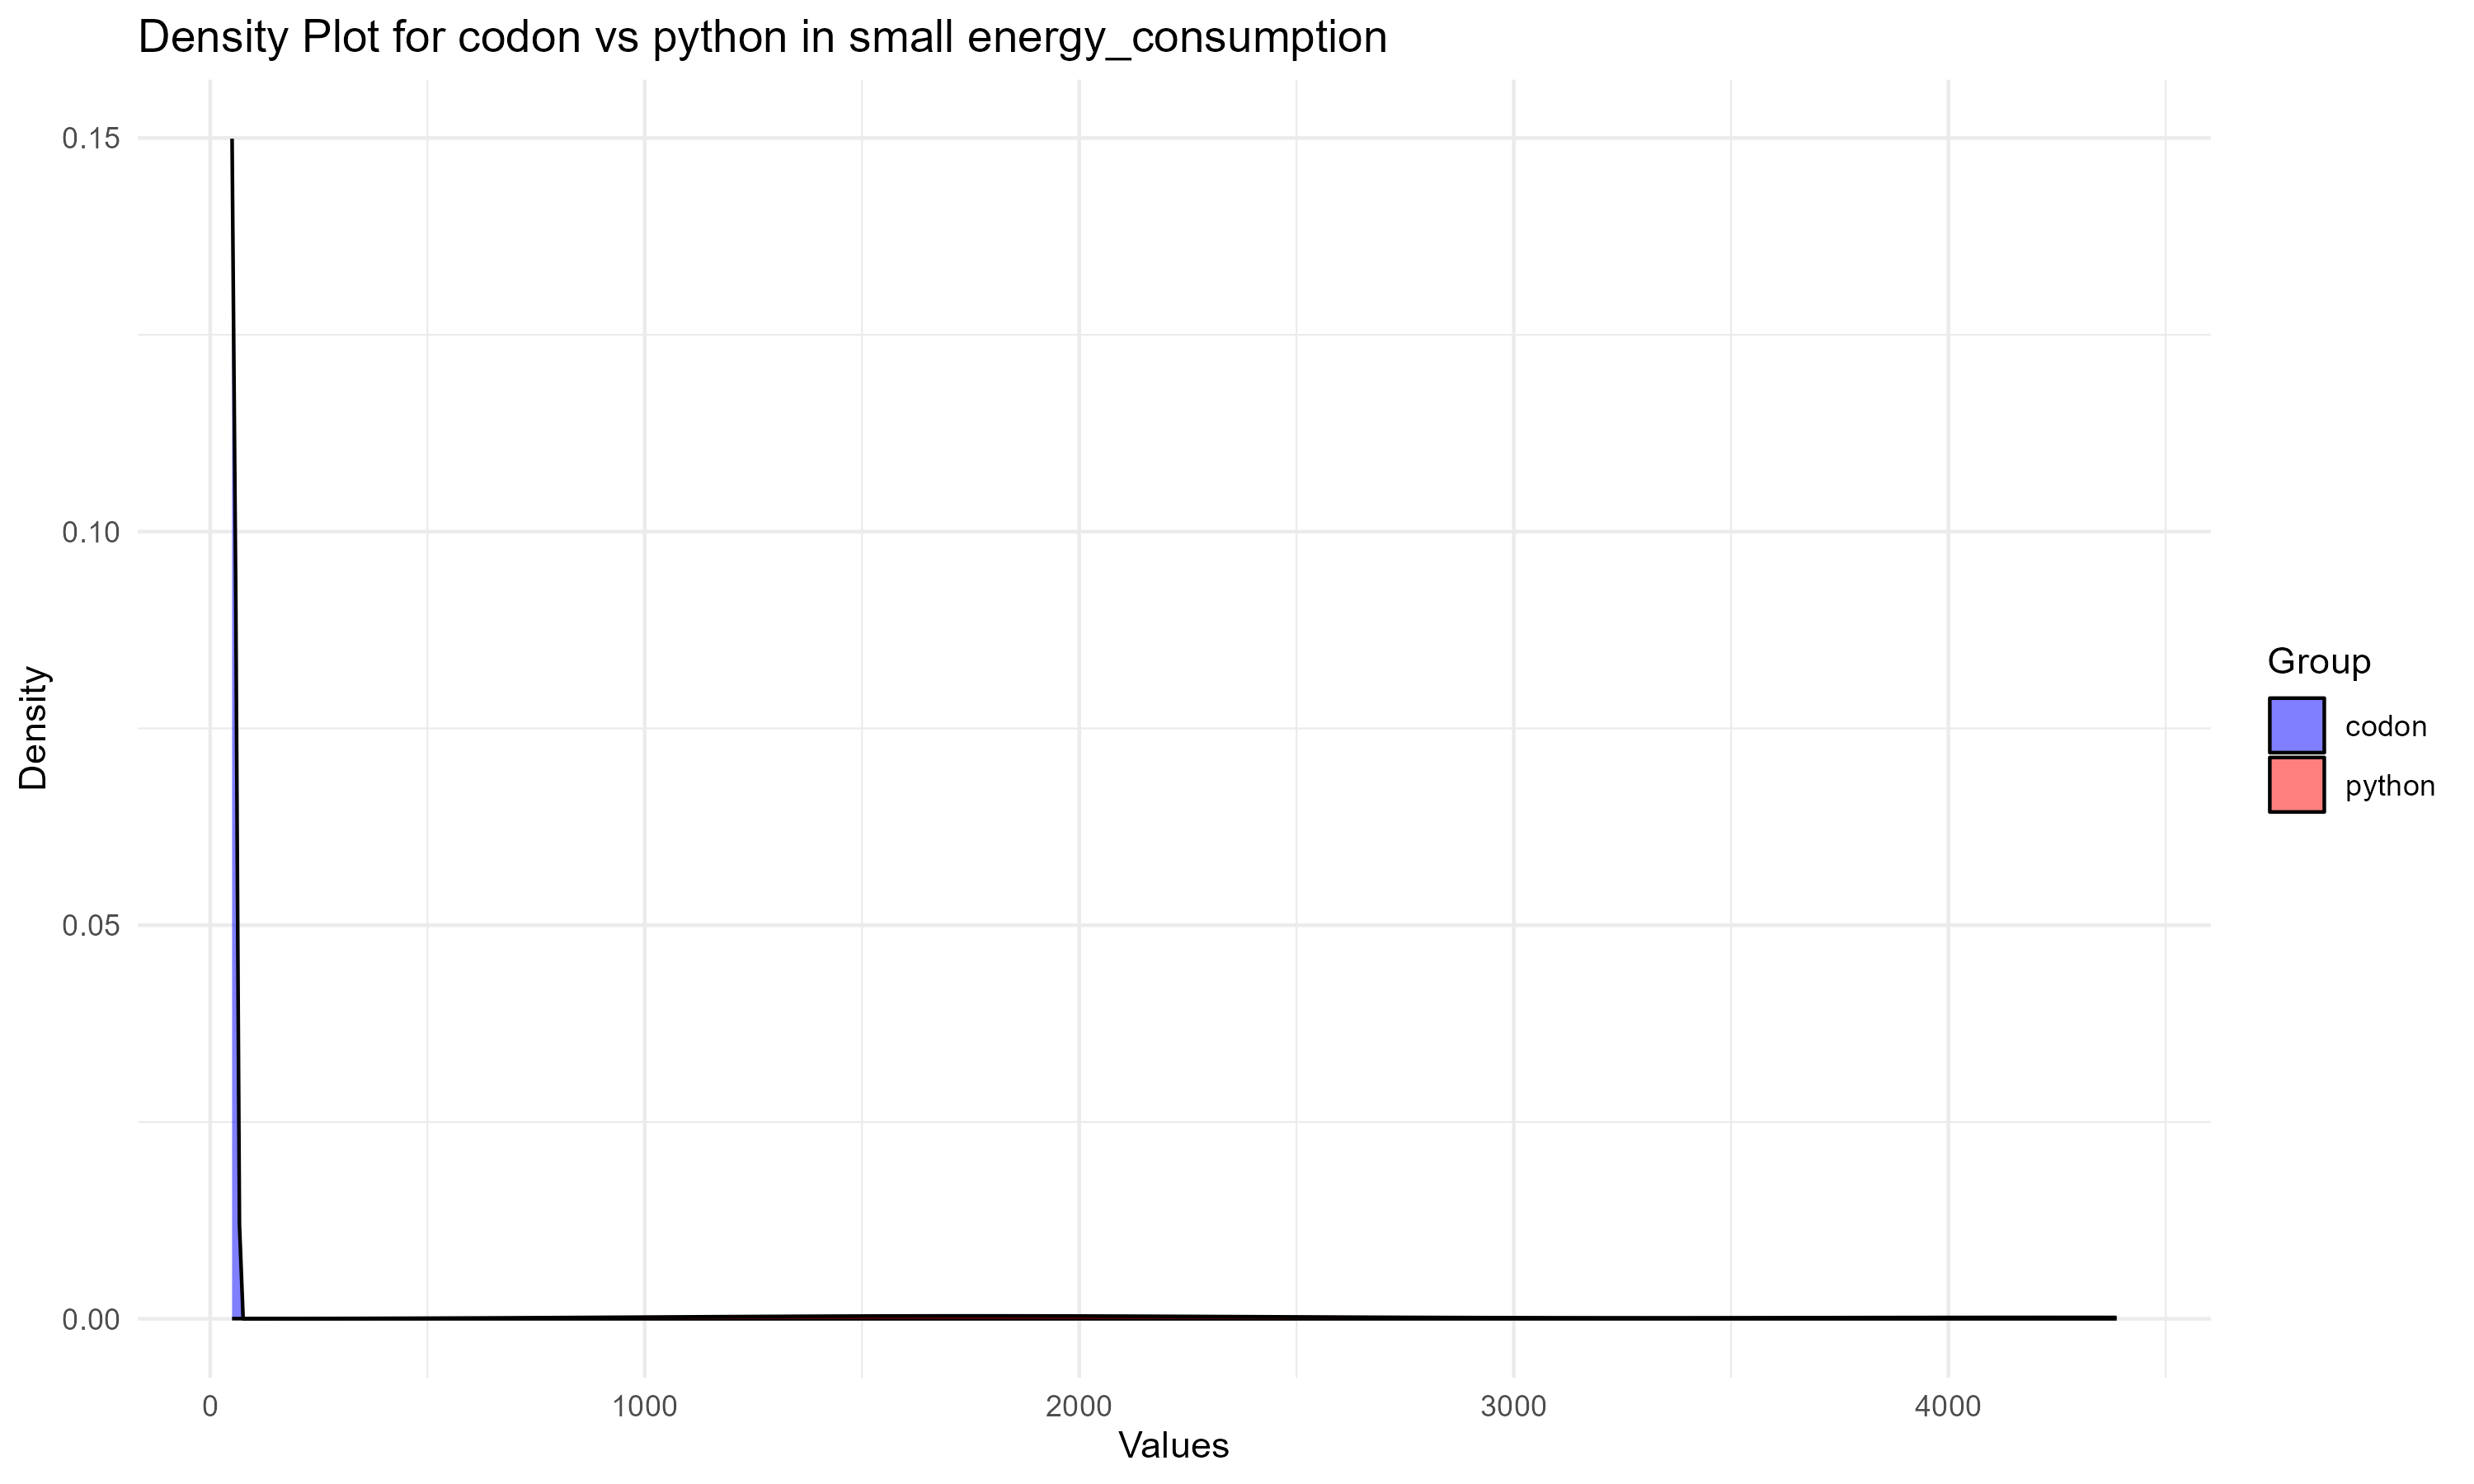 Density Plot for codon vs python in small energy_consumption
0.15
0.10
0.05
0.00
Density
0
1000
2000
3000
4000
Values
Group
codon
python